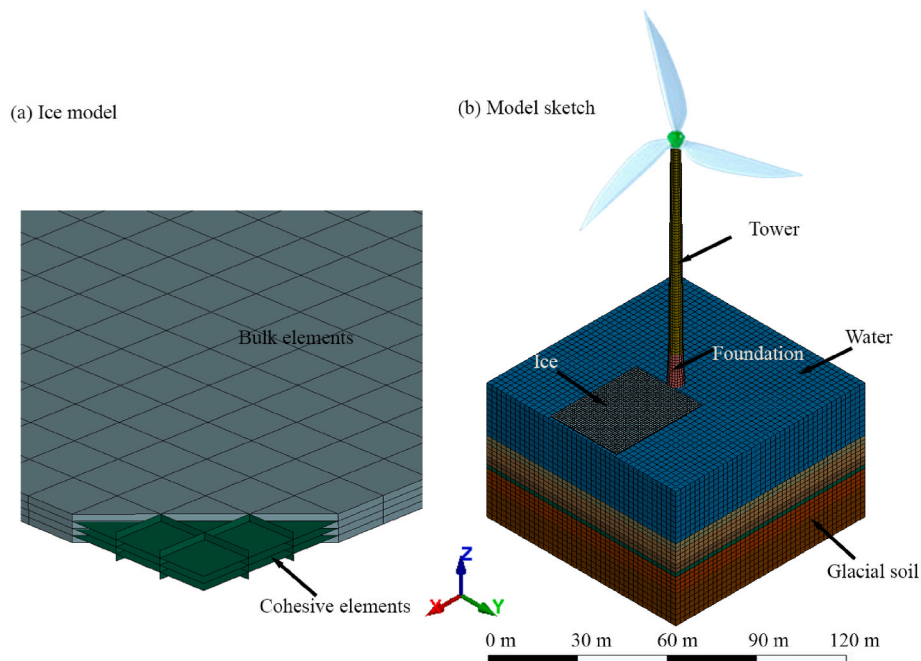 (a) Ice model
(b) Model sketch
Tower
Bulk elements
Water
Foundation
Ice
Z
X
Y
Cohesive elements
Glacial soil
0 m 30 m 60 m 90 m 120 m